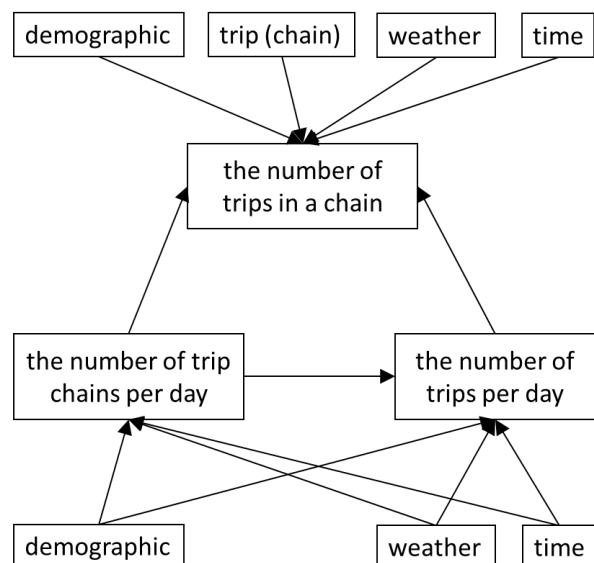 demographic
trip (chain)
weather
time
the number of
trips in a chain
the number of trip
chains per day
the number of
trips per day
demographic
weather
time